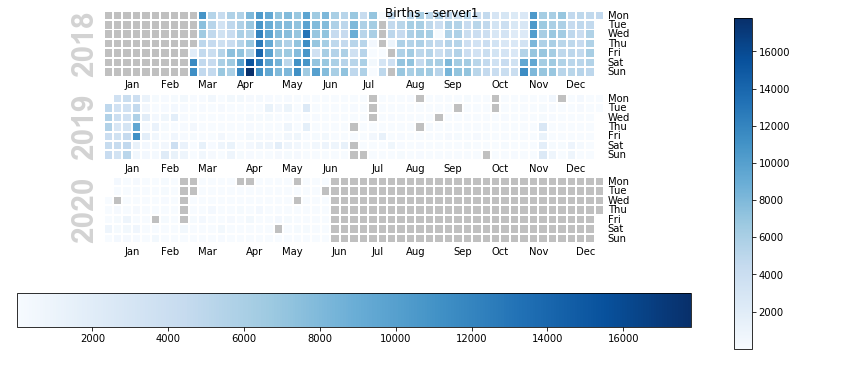 Births - server1
2018
Mon
Tue
Wed
Thu
Fri
Sat
Sun
Jan Feb Mar Apr May Jun Jul Aug Sep Oct Nov Dec
2019
Mon
Tue
Wed
Thu
Fri
Sat
Sun
Jan Feb Mar Apr May Jun Jul Aug Sep Oct Nov Dec
2020
Mon
Tue
Wed
Thu
Fri
Sat
Sun
Jan Feb Mar Apr May Jun Jul Aug Sep Oct Nov Dec
2000 4000 6000 8000 10000 12000 14000 16000
16000
14000
12000
10000
8000
6000
4000
2000